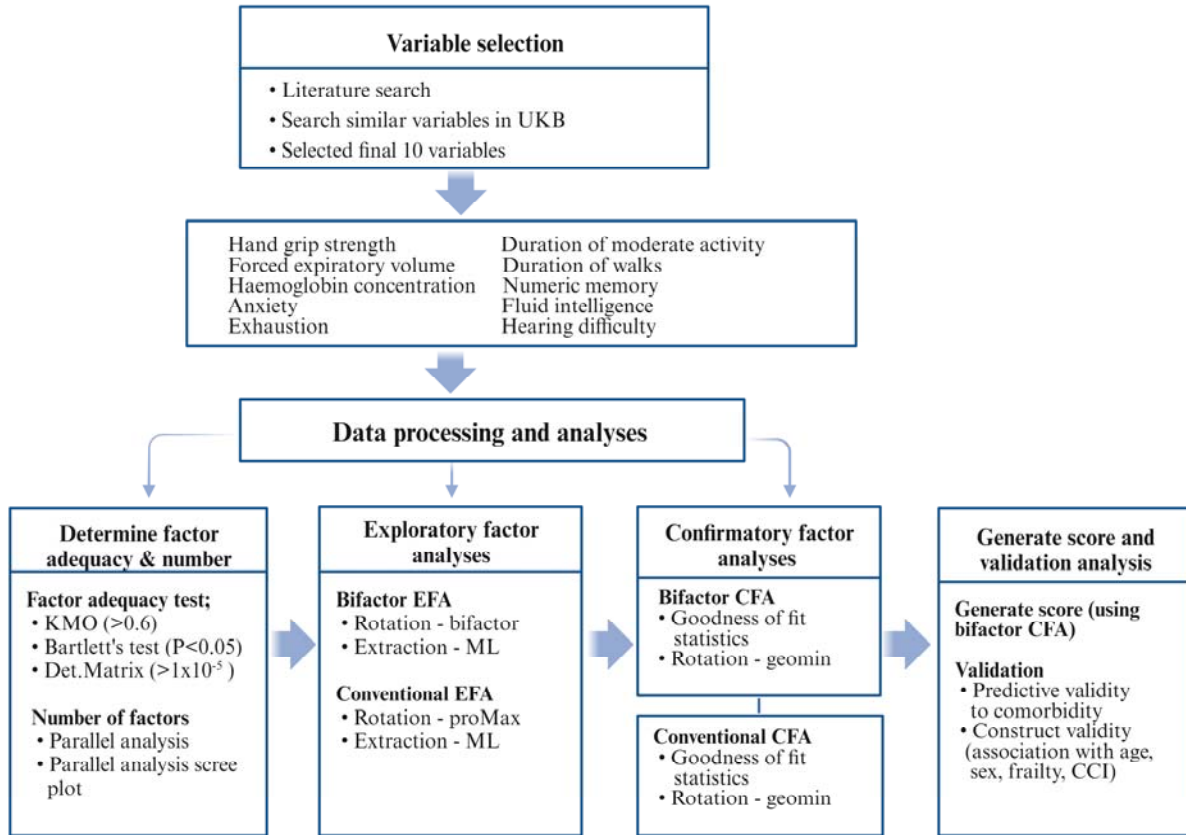 Variable selection
• Literature search
• Search similar variables in UKB
• Selected final 10 variables
Hand grip strength
Forced expiratory volume
Haemoglobin concentration
Anxiety
Exhaustion
Duration of moderate activity
Duration of walks
Numeric memory
Fluid intelligence
Hearing difficulty
Data processing and analyses
Determine factor
adequacy & number
Factor adequacy test;
• KMO (>0.6)
• Bartlett's test (P<0.05)
• Det.Matrix (>1x10⁻⁵ )
Number of factors
• Parallel analysis
• Parallel analysis scree
plot
Exploratory factor
analyses
Bifactor EFA
• Rotation - bifactor
• Extraction - ML
Conventional EFA
• Rotation - proMax
• Extraction - ML
Confirmatory factor
analyses
Bifactor CFA
• Goodness of fit
statistics
• Rotation - geomin
Conventional CFA
• Goodness of fit
statistics
• Rotation - geomin
Generate score and
validation analysis
Generate score (using
bifactor CFA)
Validation
• Predictive validity
to comorbidity
• Construct validity
(association with age,
sex, frailty, CCI)